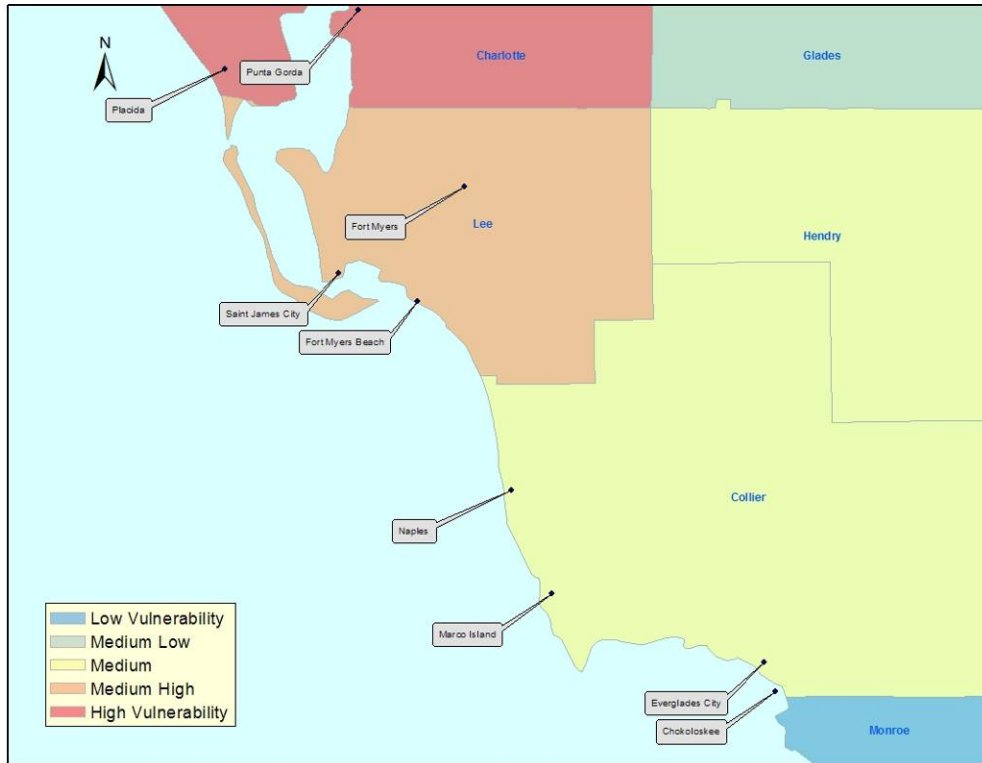 N
Punta Gorda
Charlotte
Glades
Placida
Fort Myers
Lee
Hendry
Saint James City
Fort Myers Beach
Collier
Naples
Low Vulnerability
Medium Low
Medium
Medium High
High Vulnerability
Marco Island
Everglades City
Chokoloskee
Monroe